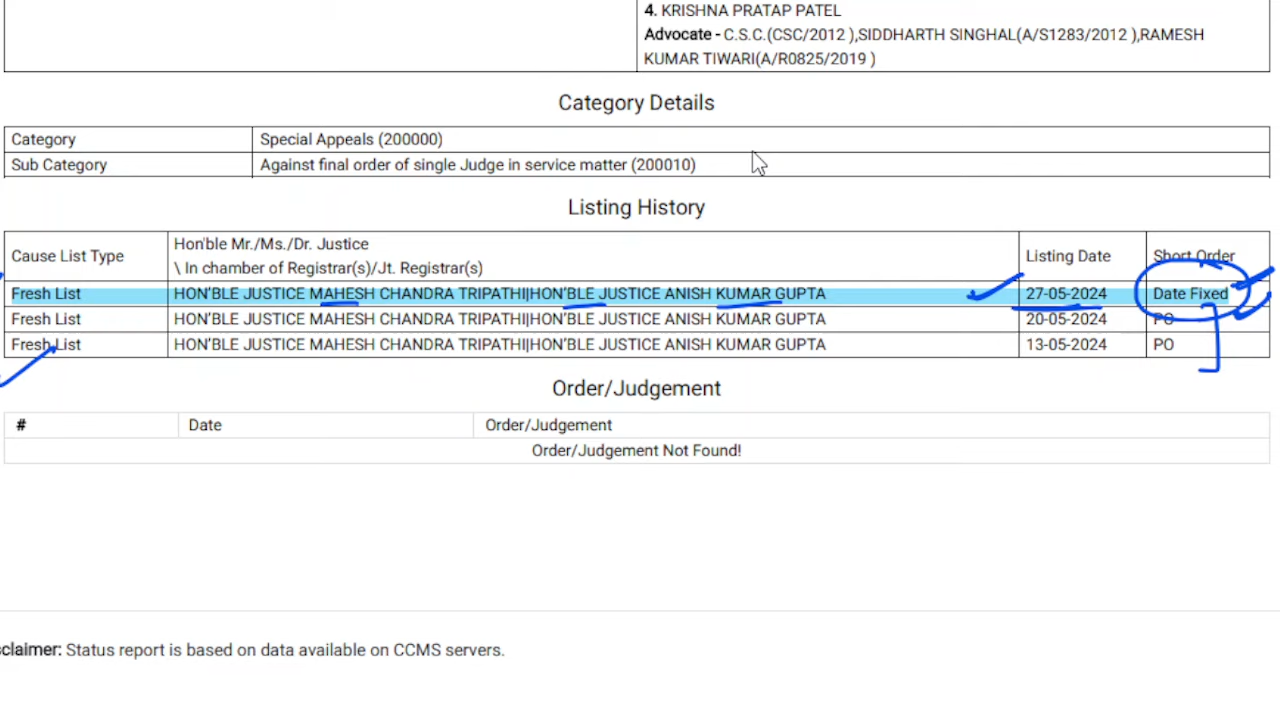 4. KRISHNA PRATAP PATEL
Advocate - C.S.C.(CSC/2012 ),SIDDHARTH SINGHAL(A/S1283/2012 ),RAMESH
KUMAR TIWARI(A/R0825/2019 )
Category Details
Category Special Appeals (200000)
Sub Category Against final order of single Judge in service matter (200010)
Listing History
Cause List Type Hon'ble Mr./Ms./Dr. Justice
\ In chamber of Registrar(s)/Jt. Registrar(s) Listing Date Short Order
Fresh List HON'BLE JUSTICE MAHESH CHANDRA TRIPATHI|HON'BLE JUSTICE ANISH KUMAR GUPTA 27-05-2024 Date Fixed
Fresh List HON'BLE JUSTICE MAHESH CHANDRA TRIPATHI|HON'BLE JUSTICE ANISH KUMAR GUPTA 20-05-2024 PO
Fresh List HON'BLE JUSTICE MAHESH CHANDRA TRIPATHI|HON'BLE JUSTICE ANISH KUMAR GUPTA 13-05-2024 PO
Order/Judgement
# Date Order/Judgement
Order/Judgement Not Found!
sclaimer: Status report is based on data available on CCMS servers.